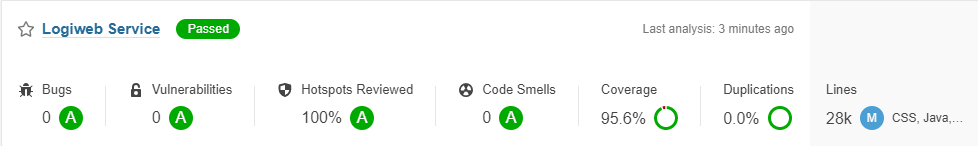 Logiweb Service Passed Last analysis: 3 minutes ago
Bugs Vulnerabilities Hotspots Reviewed Code Smells Coverage Duplications Lines
0 A 0 A 100% A 0 A 95.6% 0.0% 28k M CSS, Java,...